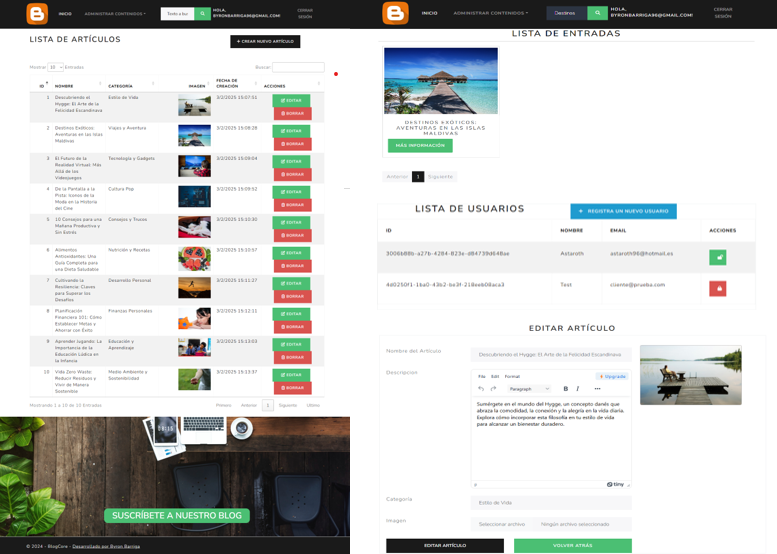 INICIO
ADMINISTRAR CONTENIDOS
Texto a bus
HOLA,
BYRONBARRIGA96@GMAIL.COM!
CERRAR
SESIÓN
LISTA DE ARTÍCULOS
+ CREAR NUEVO ARTÍCULO
Mostrar 10 Entradas
Buscar:
ID NOMBRE CATEGORÍA IMAGEN FECHA DE CREACIÓN ACCIONES
1 Descubriendo el Hygge: El Arte de la Felicidad Escandinava Estilo de Vida 3/2/2025 15:07:51 EDITAR BORRAR
2 Destinos Exóticos: Aventuras en las Islas Maldivas Viajes y Aventura 3/2/2025 15:08:28 EDITAR BORRAR
3 El Futuro de la Realidad Virtual: Más Allá de los Videojuegos Tecnología y Gadgets 3/2/2025 15:09:04 EDITAR BORRAR
4 De la Pantalla a la Pista: Iconos de la Moda en la Historia del Cine Cultura Pop 3/2/2025 15:09:52 EDITAR BORRAR
5 10 Consejos para una Mañana Productiva y Sin Estrés Consejos y Trucos 3/2/2025 15:10:30 EDITAR BORRAR
6 Alimentos Antioxidantes: Una Guía Completa para una Dieta Saludable Nutrición y Recetas 3/2/2025 15:10:57 EDITAR BORRAR
7 Cultivando la Resiliencia: Claves para Superar los Desafíos Desarrollo Personal 3/2/2025 15:11:27 EDITAR BORRAR
8 Planificación Financiera 101: Cómo Establecer Metas y Ahorrar con Éxito Finanzas Personales 3/2/2025 15:12:11 EDITAR BORRAR
9 Aprender Jugando: La Importancia de la Educación Lúdica en la Infancia Educación y Aprendizaje 3/2/2025 15:13:03 EDITAR BORRAR
10 Vida Zero Waste: Reducir Residuos y Vivir de Manera Sostenible Medio Ambiente y Sostenibilidad 3/2/2025 15:13:37 EDITAR BORRAR
Mostrando 1 a 10 de 10 Entradas
Primero Anterior 1 Siguiente Último
SUSCRÍBETE A NUESTRO BLOG
© 2024 - BlogCore - Desarrollado por Byron Barriga
INICIO
ADMINISTRAR CONTENIDOS
Destinos
HOLA,
BYRONBARRIGA96@GMAIL.COM!
CERRAR
SESIÓN
LISTA DE ENTRADAS
DESTINOS EXÓTICOS:
AVENTURAS EN LAS ISLAS
MALDIVAS
MÁS INFORMACIÓN
Anterior 1 Siguiente
LISTA DE USUARIOS
+ REGISTRA UN NUEVO USUARIO
ID NOMBRE EMAIL ACCIONES
Astaroth astaroth96@hotmail.es
Test cliente@prueba.com
EDITAR ARTÍCULO
Nombre del Artículo
Descubriendo el Hygge: El Arte de la Felicidad Escandinava
Descripción
File Edit Format Upgrade
Paragraph B I ...
Sumérgete en el mundo del Hygge, un concepto danés que
abraza la comodidad, la conexión y la alegría en la vida diaria.
Explora cómo incorporar esta filosofía en tu estilo de vida
para alcanzar un bienestar duradero.
p
tiny
Categoría
Estilo de Vida
Imagen
Seleccionar archivo Ningún archivo seleccionado
EDITAR ARTÍCULO
VOLVER ATRÁS